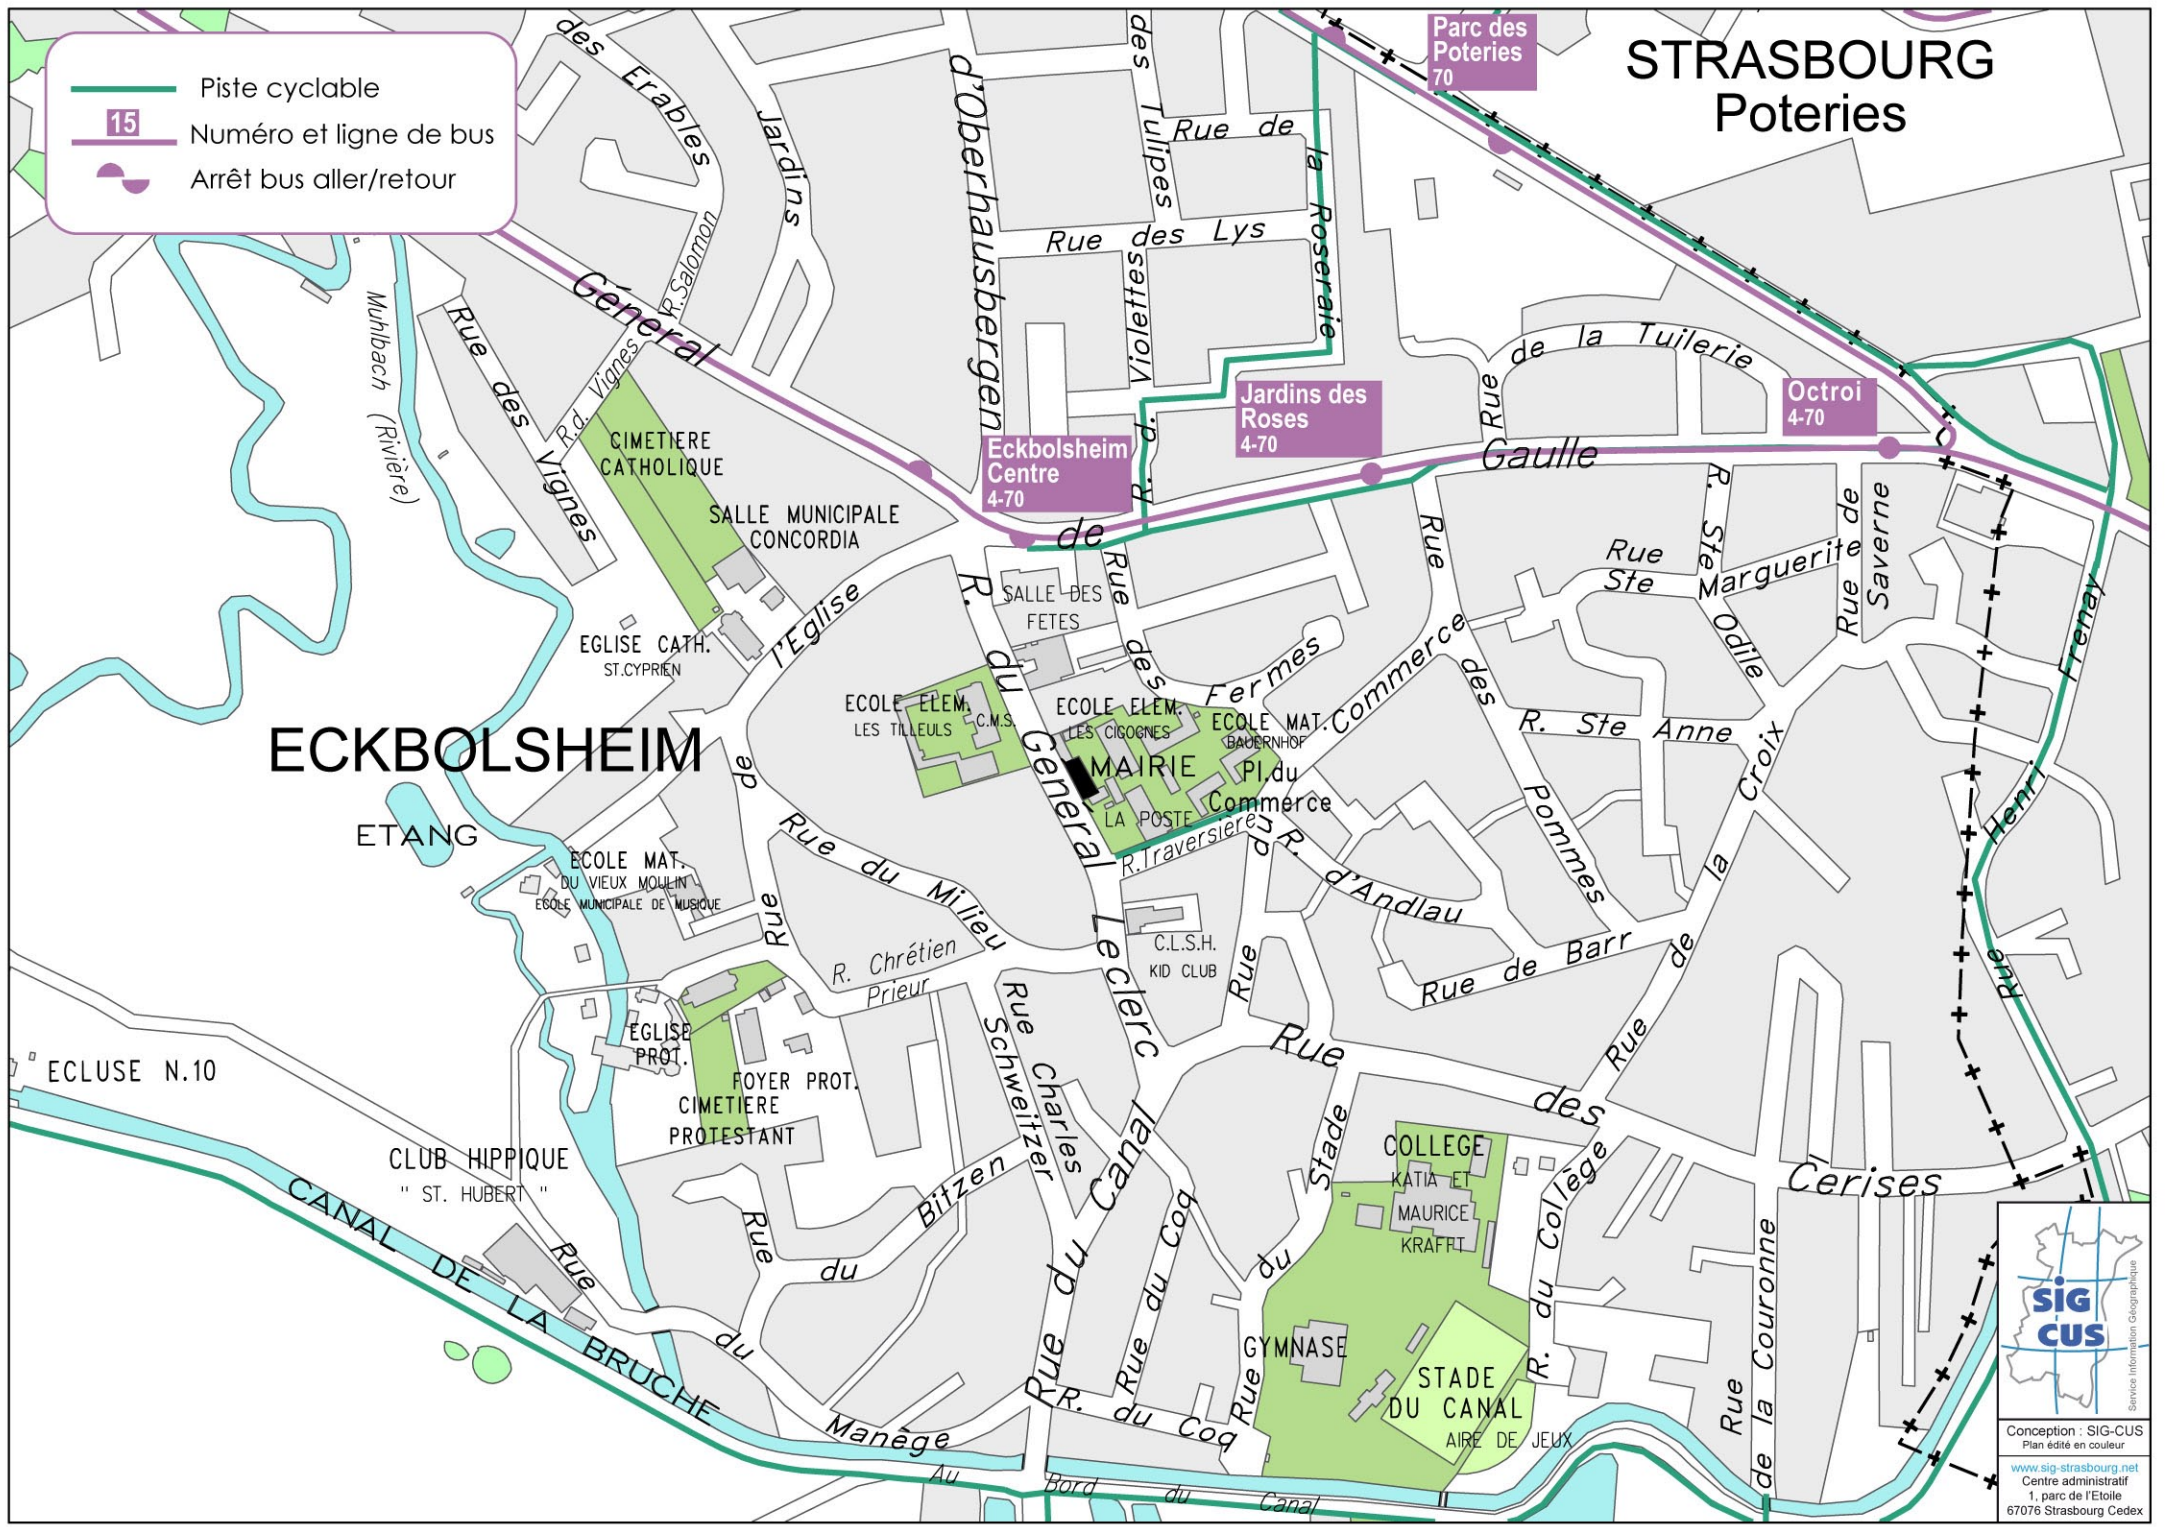 Piste cyclable
15
Numéro et ligne de bus
Arrêt bus aller/retour
Parc des
Poteries
70
STRASBOURG
Poteries
des Erables
Jardins
d'Oberhausbergen
des Tulipes
Rue de
la Roseraie
Rue des Lys
R. d. Violettes
R.Salomon
R.d. Vignes
Rue des Vignes
Muhlbach (Rivière)
Général
de
Gaulle
Rue de la Tuilerie
Octroi
4-70
Jardins des
Roses
4-70
Eckbolsheim
Centre
4-70
CIMETIERE
CATHOLIQUE
SALLE MUNICIPALE
CONCORDIA
EGLISE CATH.
ST.CYPRIEN
Rue de l'Eglise
SALLE DES
FETES
Rue des Fermes
Rue du Commerce
Rue des Pommes
R. Ste Odile
Rue
Ste Marguerite
Rue de
Saverne
R. Ste Anne
Rue de la Croix
Rue Henri Frenay
ECKBOLSHEIM
ETANG
ECOLE ELEM.
LES TILLEULS
C.M.S.
ECOLE ELEM.
LES CIGOGNES
ECOLE MAT.
BAUERNHOF
MAIRIE
Pl.du
Commerce
LA POSTE
R.Traversière
R. du Général Leclerc
R. d'Andlau
Rue de Barr
ECOLE MAT.
DU VIEUX MOULIN
ECOLE MUNICIPALE DE MUSIQUE
Rue du Milieu
R. Chrétien
Prieur
C.L.S.H.
KID CLUB
EGLISE
PROT.
FOYER PROT.
CIMETIERE
PROTESTANT
Rue Charles
Schweitzer
Rue des Cerises
ECLUSE N.10
CLUB HIPPIQUE
" ST. HUBERT "
CANAL DE LA BRUCHE
Rue du Manège
Rue du Bitzen
Rue du Canal
Rue du Coq
R. du Coq
Rue du Stade
COLLEGE
KATIA ET
MAURICE
KRAFFT
R. du Collège
GYMNASE
STADE
DU CANAL
AIRE DE JEUX
Rue de la Couronne
Au Bord du Canal
SIG
CUS
Service Information Géographique
Conception : SIG-CUS
Plan édité en couleur
www.sig-strasbourg.net
Centre administratif
1, parc de l'Etoile
67076 Strasbourg Cedex